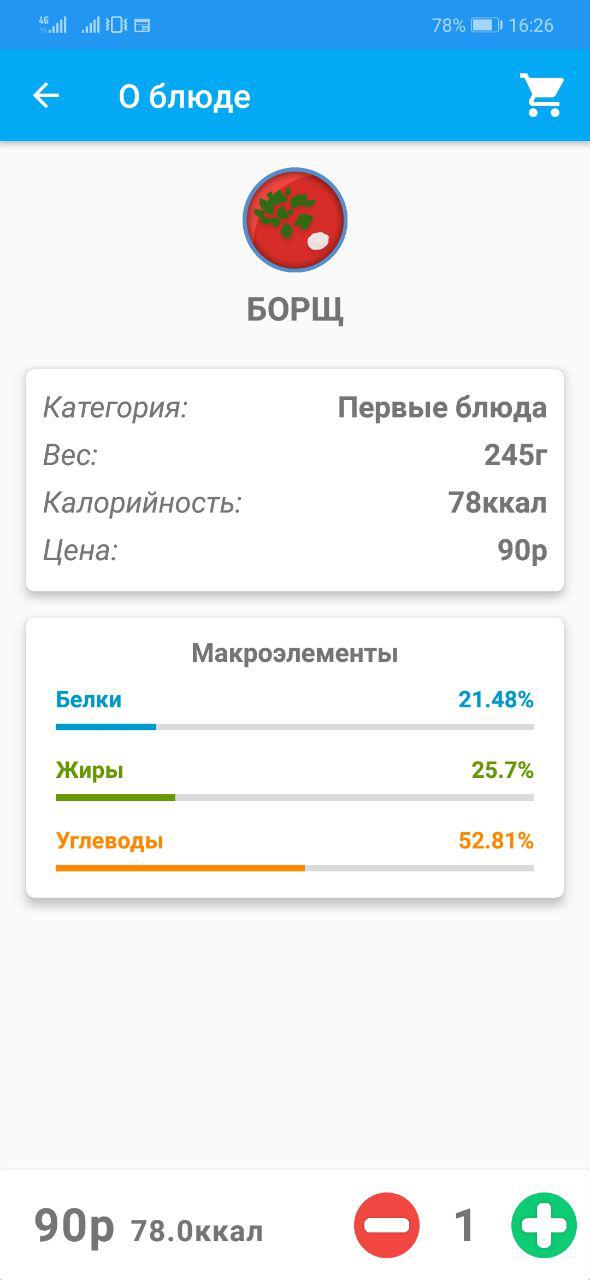 4G 78% 16:26
О блюде
БОРЩ
Категория: Первые блюда
Вес: 245г
Калорийность: 78ккал
Цена: 90р
Макроэлементы
Белки 21.48%
Жиры 25.7%
Углеводы 52.81%
90р 78.0ккал 1